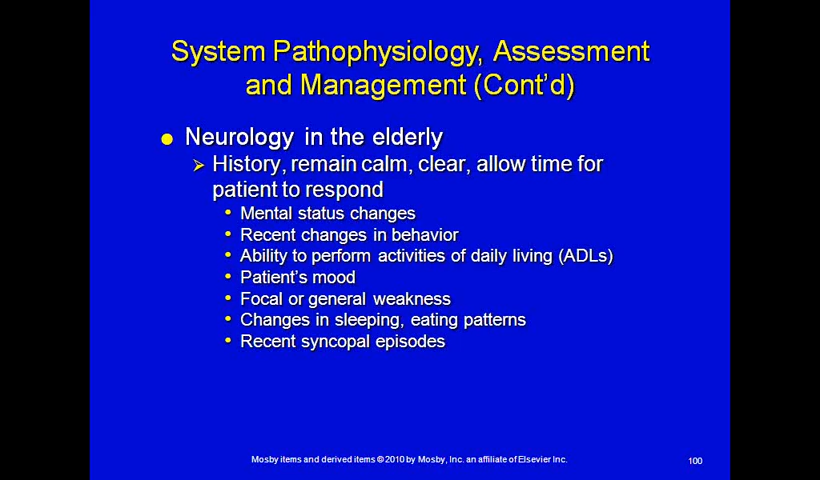 System Pathophysiology, Assessment
and Management (Cont’d)
Neurology in the elderly
History, remain calm, clear, allow time for
patient to respond
Mental status changes
Recent changes in behavior
Ability to perform activities of daily living (ADLs)
Patient’s mood
Focal or general weakness
Changes in sleeping, eating patterns
Recent syncopal episodes
Mosby items and derived items © 2010 by Mosby, Inc. an affiliate of Elsevier Inc.
100